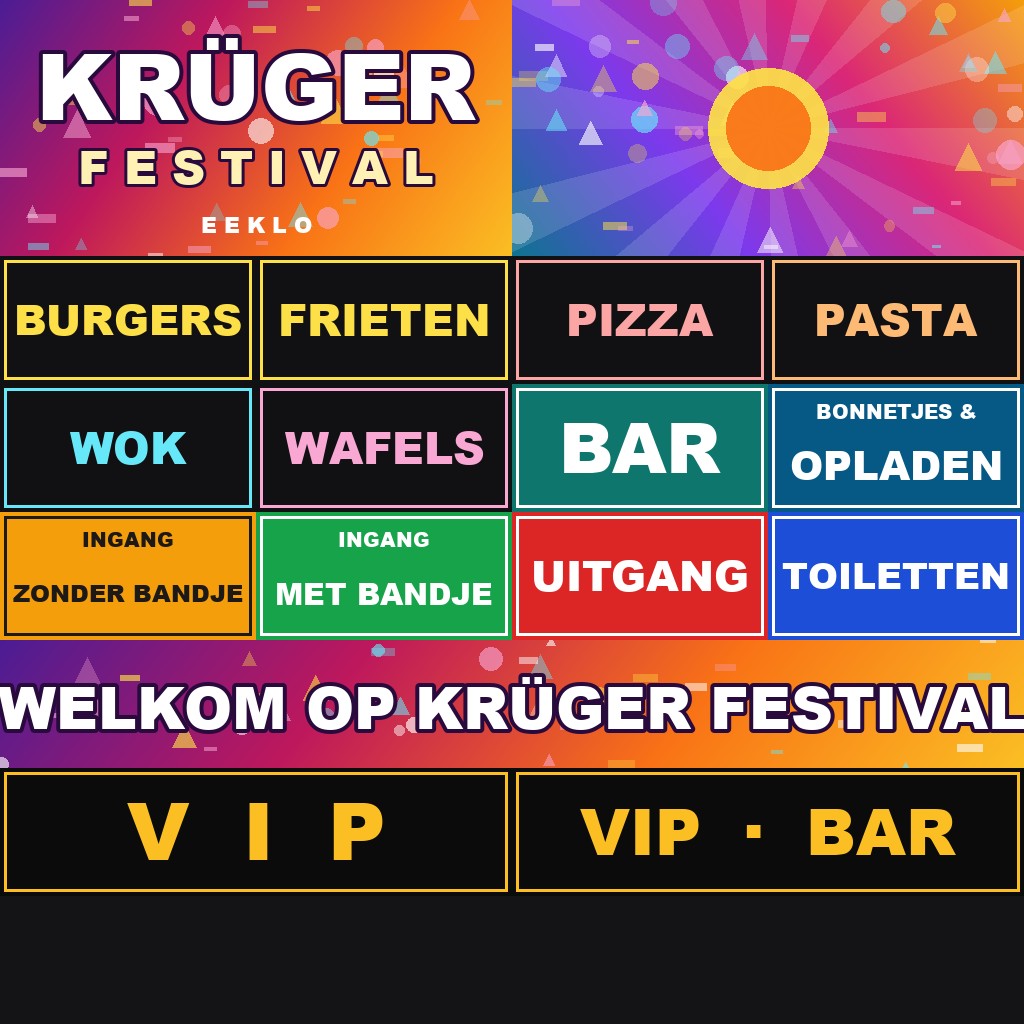 KRÜGER
FESTIVAL
EEKLO
BURGERS
FRIETEN
PIZZA
PASTA
WOK
WAFELS
BAR
BONNETJES &
OPLADEN
INGANG
ZONDER BANDJE
INGANG
MET BANDJE
UITGANG
TOILETTEN
WELKOM OP KRÜGER FESTIVAL
VIP
VIP · BAR